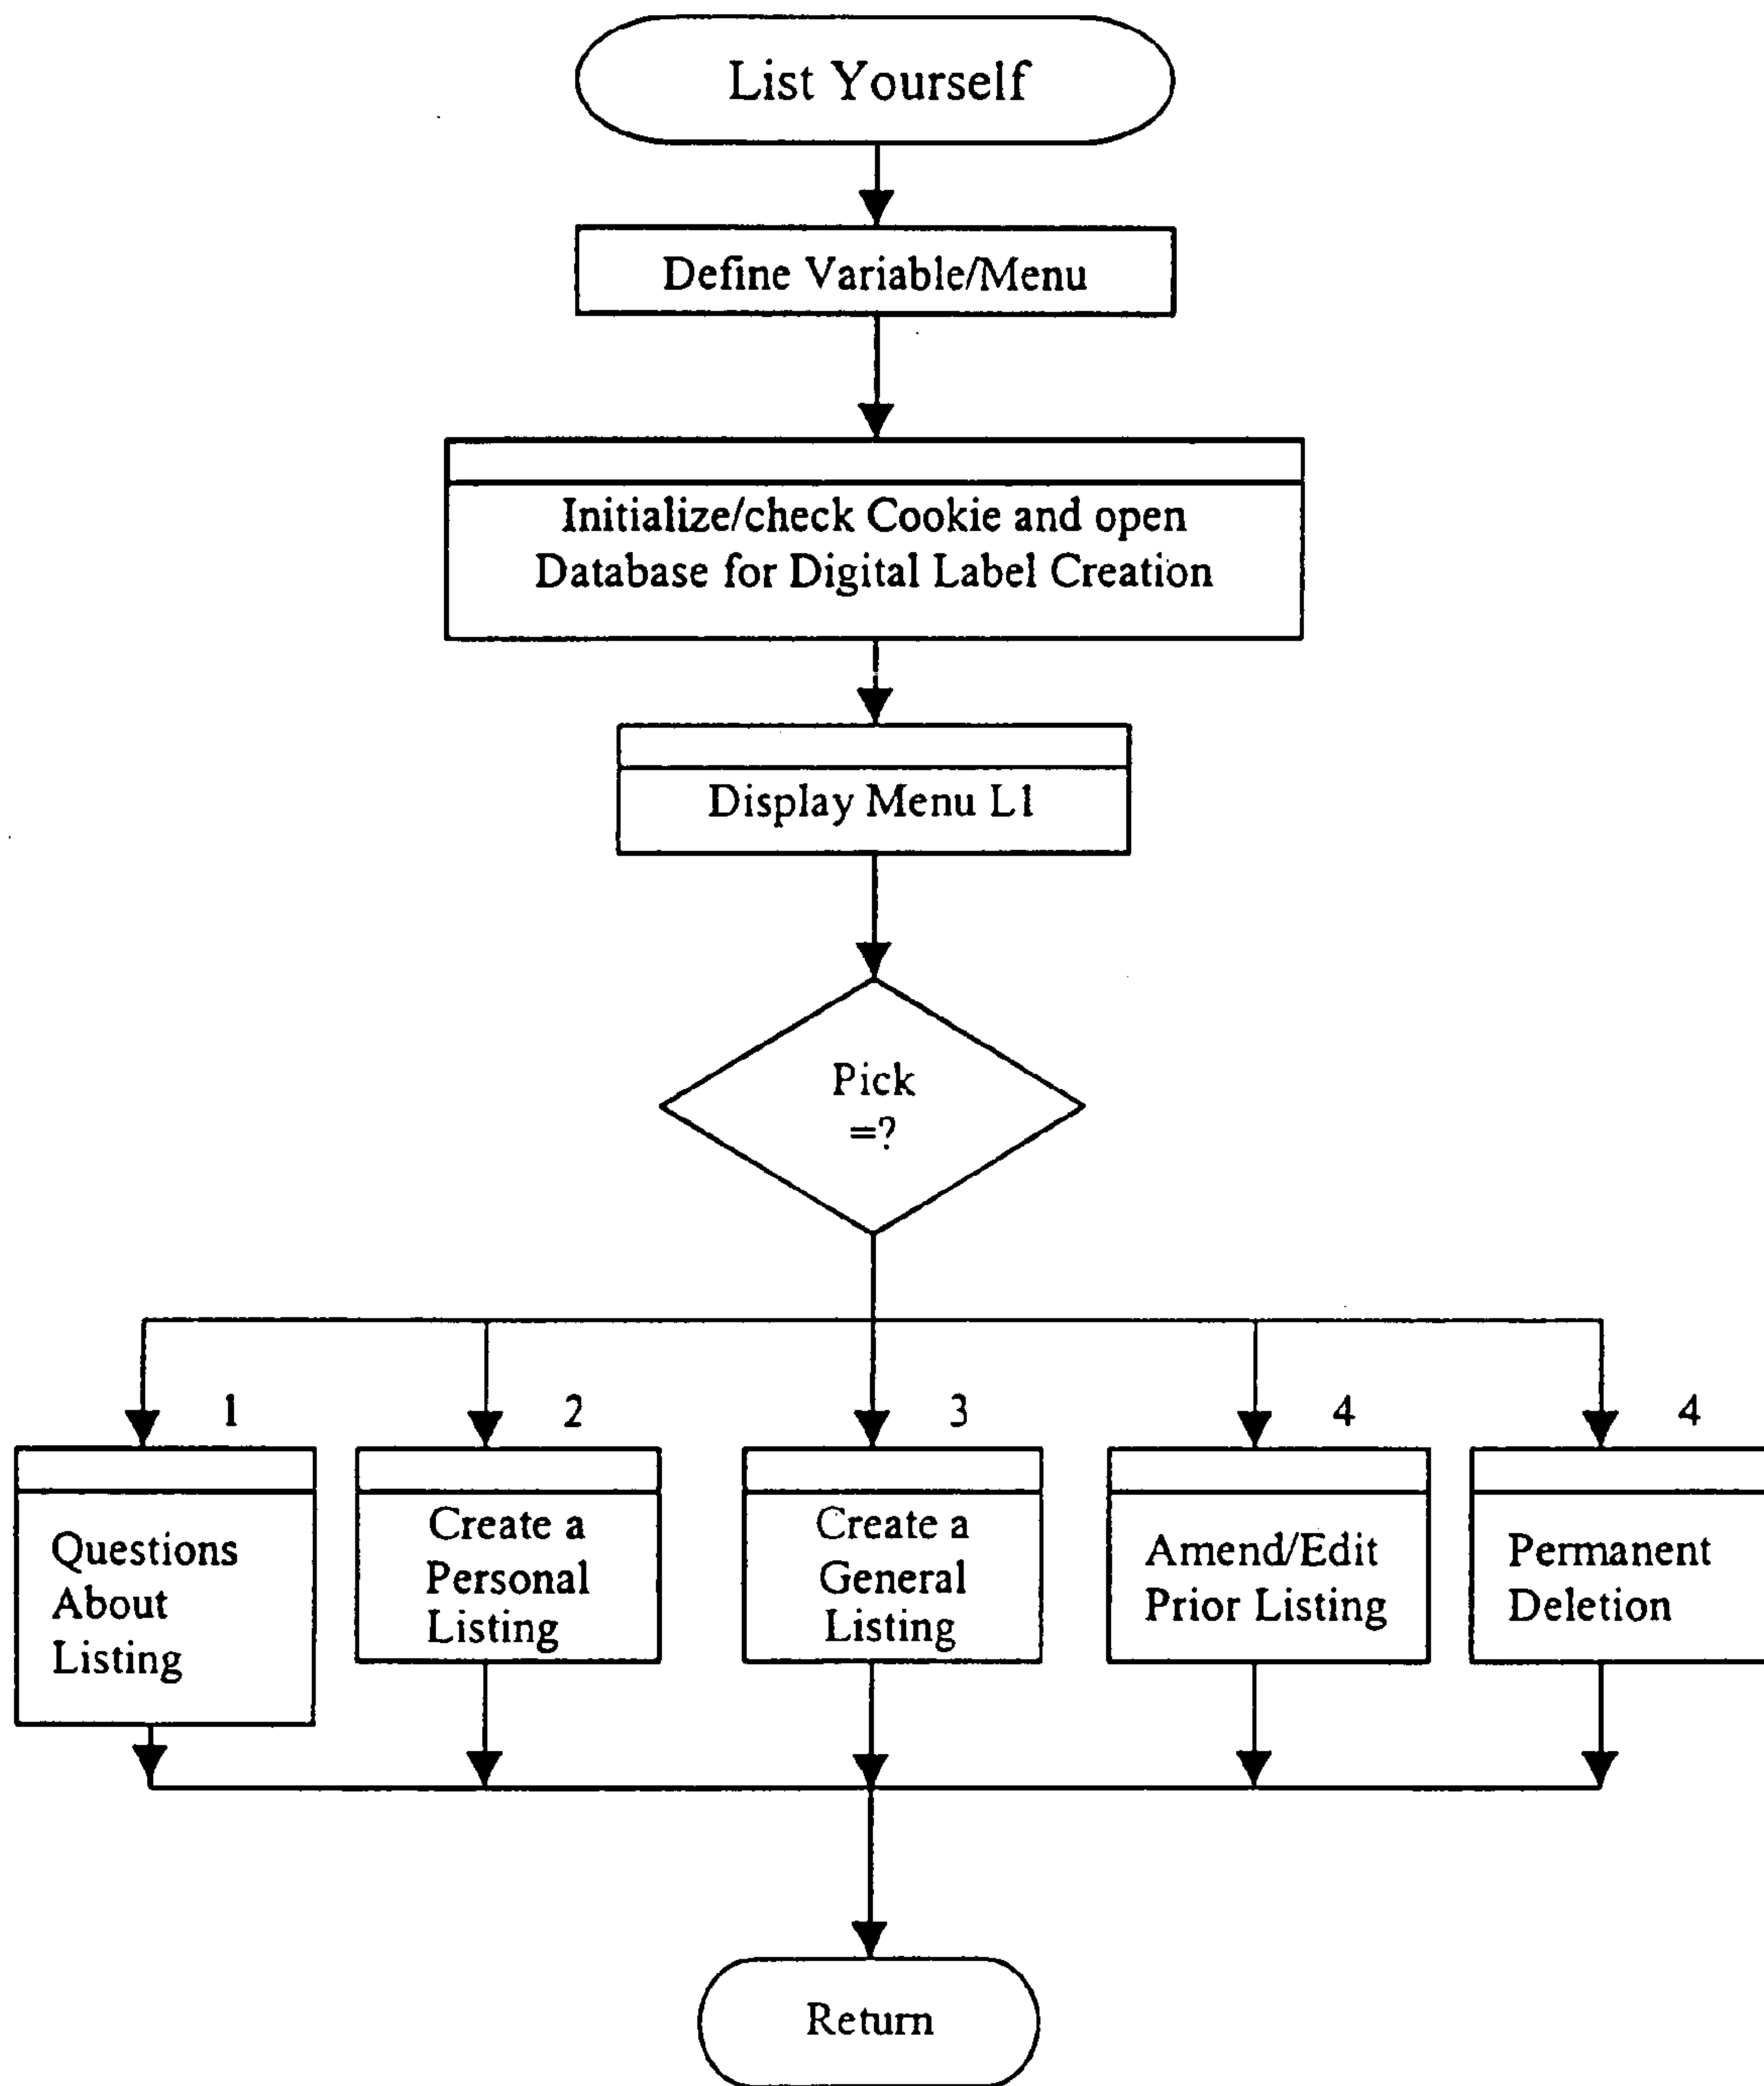 List Yourself
Define Variable/Menu
Initialize/check Cookie and open
Database for Digital Label Creation
Display Menu L1
Pick
=?
1
2
3
4
4
Questions
About
Listing
Create a
Personal
Listing
Create a
General
Listing
Amend/Edit
Prior Listing
Permanent
Deletion
Return